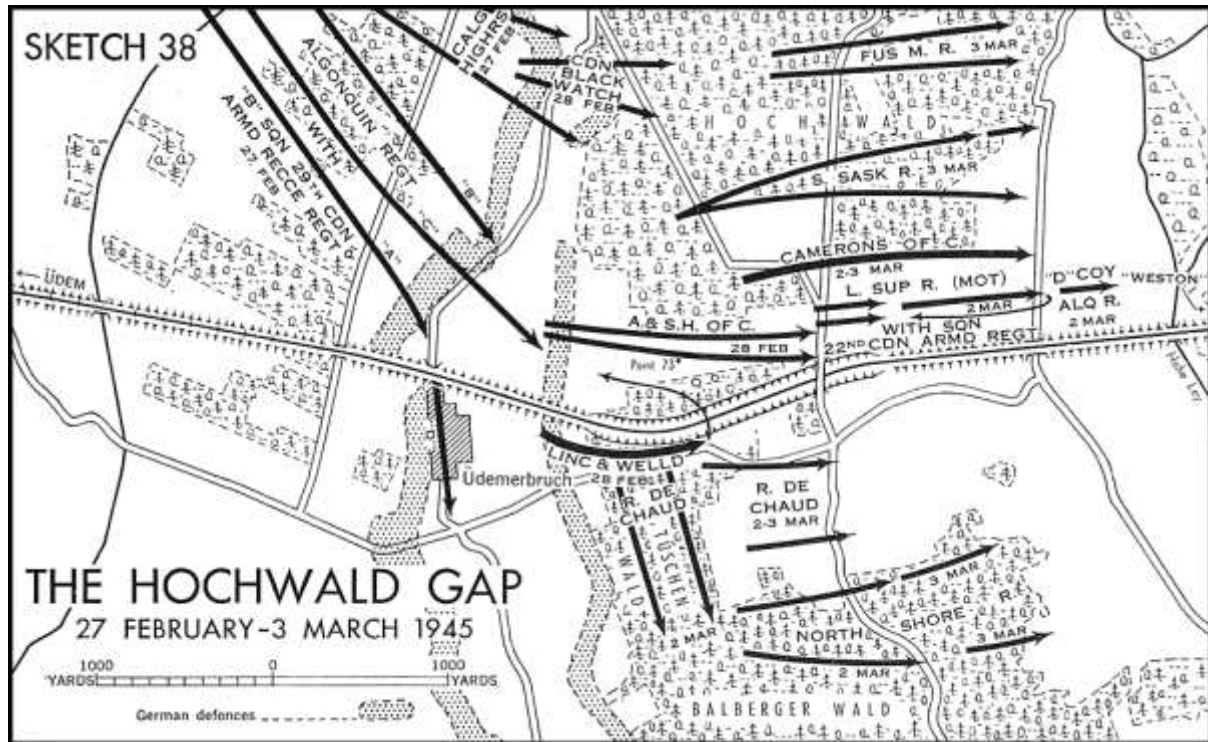 SKETCH 38
"B" SQN 29TH CDN
ARMD RECCE REGT
27 FEB
WITH
ALGONQUIN REGT
"A"
"C"
"B"
CALG
HIGHRS
27 FEB
CDN
BLACK
WATCH
28 FEB
FUS M. R. 3 MAR
HOCHWALD
S. SASK R. 3 MAR
CAMERONS OF C.
2-3 MAR
L. SUP R. (MOT)
2 MAR
"D" COY
ALQ R.
2 MAR
"WESTON"
WITH SQN
22ND CDN ARMD REGT
A.& S.H. OF C.
28 FEB
Point 73
ÜDEM
Hohe Ley
Üdemerbruch
LINC & WELLD
28 FEB.
R. DE
CHAUD
TÜSCHEN
WALD
2 MAR
R. DE
CHAUD
2-3 MAR
NORTH SHORE R.
2 MAR
3 MAR
3 MAR
BALBERGER WALD
THE HOCHWALD GAP
27 FEBRUARY-3 MARCH 1945
1000 0 1000
YARDS YARDS
German defences